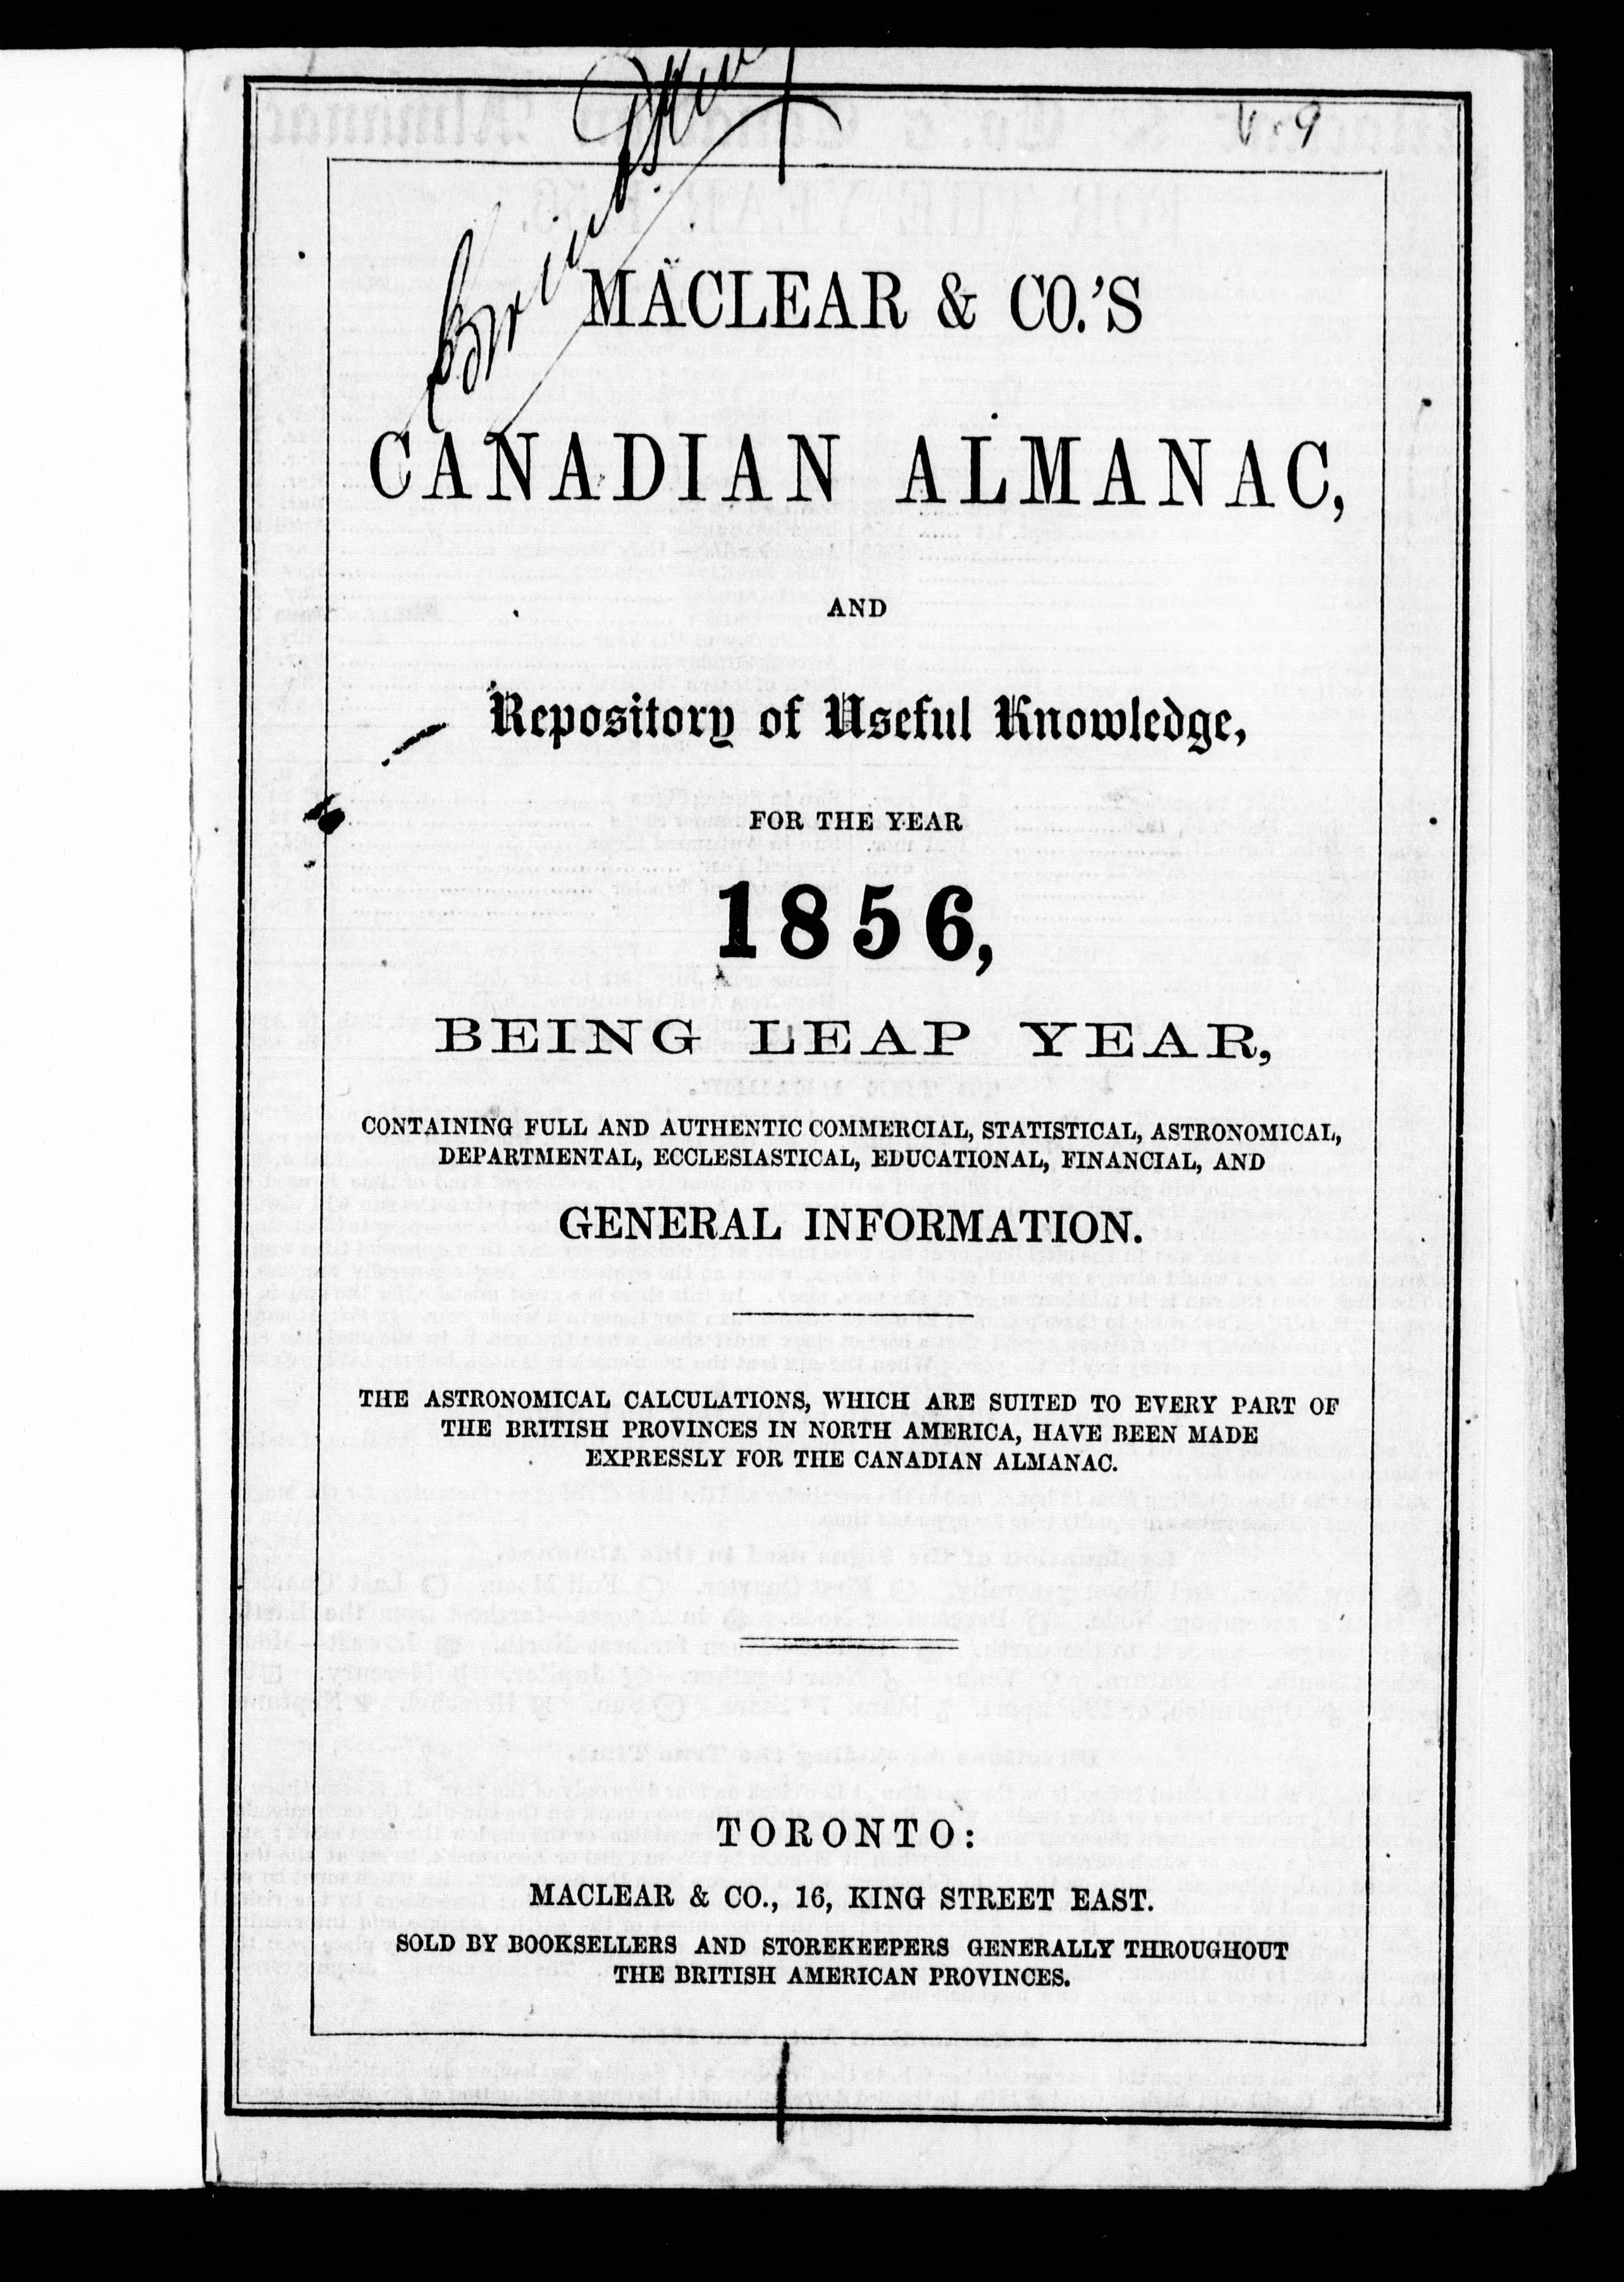 v. 9
MACLEAR & CO.'S
CANADIAN ALMANAC,
AND
Repository of Useful Knowledge,
FOR THE YEAR
1856,
BEING LEAP YEAR,
CONTAINING FULL AND AUTHENTIC COMMERCIAL, STATISTICAL, ASTRONOMICAL,
DEPARTMENTAL, ECCLESIASTICAL, EDUCATIONAL, FINANCIAL, AND
GENERAL INFORMATION.
THE ASTRONOMICAL CALCULATIONS, WHICH ARE SUITED TO EVERY PART OF
THE BRITISH PROVINCES IN NORTH AMERICA, HAVE BEEN MADE
EXPRESSLY FOR THE CANADIAN ALMANAC.
TORONTO:
MACLEAR & CO., 16, KING STREET EAST.
SOLD BY BOOKSELLERS AND STOREKEEPERS GENERALLY THROUGHOUT
THE BRITISH AMERICAN PROVINCES.